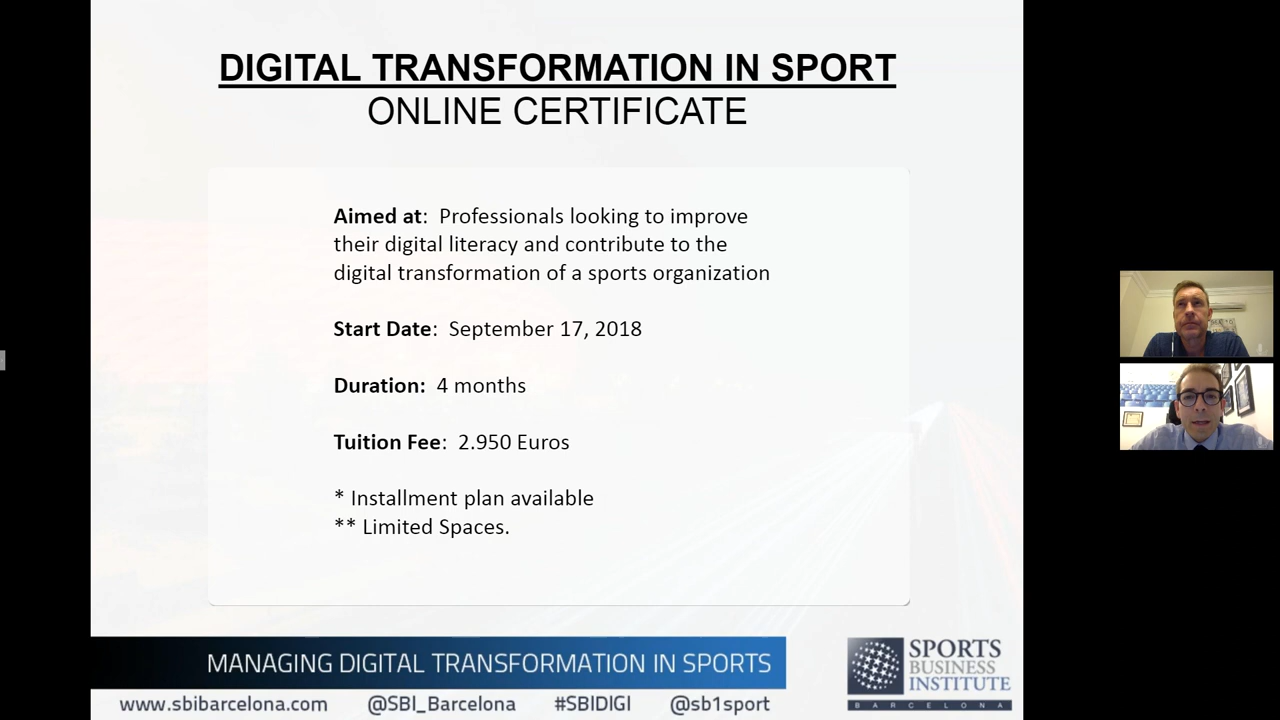 DIGITAL TRANSFORMATION IN SPORT
ONLINE CERTIFICATE
Aimed at:  Professionals looking to improve
their digital literacy and contribute to the
digital transformation of a sports organization
Start Date:  September 17, 2018
Duration:  4 months
Tuition Fee:  2.950 Euros
* Installment plan available
** Limited Spaces.
MANAGING DIGITAL TRANSFORMATION IN SPORTS
SPORTS
BUSINESS
INSTITUTE
BARCELONA
www.sbibarcelona.com @SBI_Barcelona #SBIDIGI @sb1sport